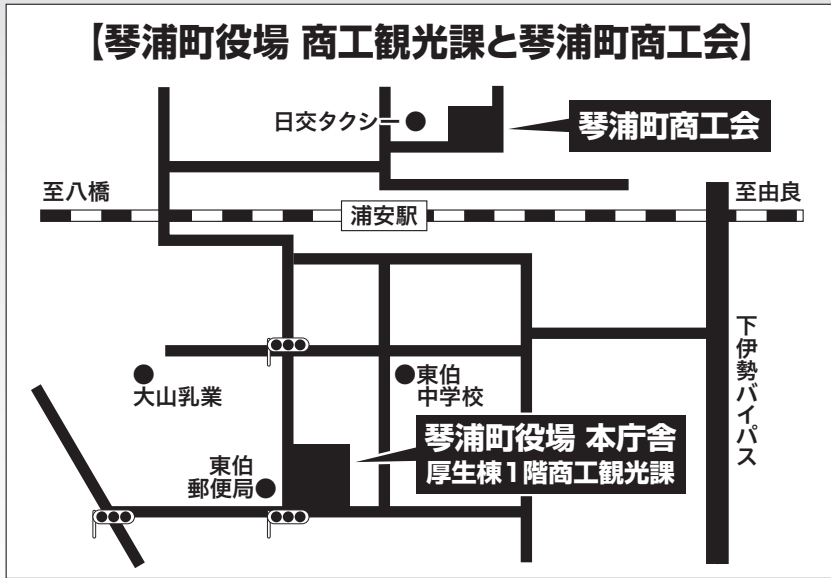 【琴浦町役場 商工観光課と琴浦町商工会】
日交タクシー
琴浦町商工会
至八橋
浦安駅
至由良
下伊勢バイパス
大山乳業
東伯
中学校
琴浦町役場 本庁舎
厚生棟1階商工観光課
東伯
郵便局